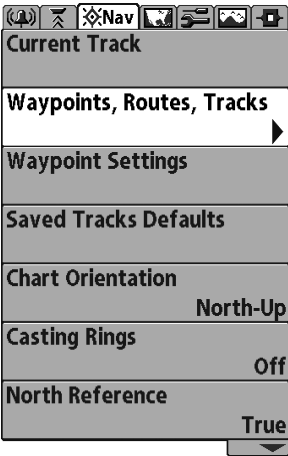 Nav
Current Track
Waypoints, Routes, Tracks
Waypoint Settings
Saved Tracks Defaults
Chart Orientation
North-Up
Casting Rings
Off
North Reference
True